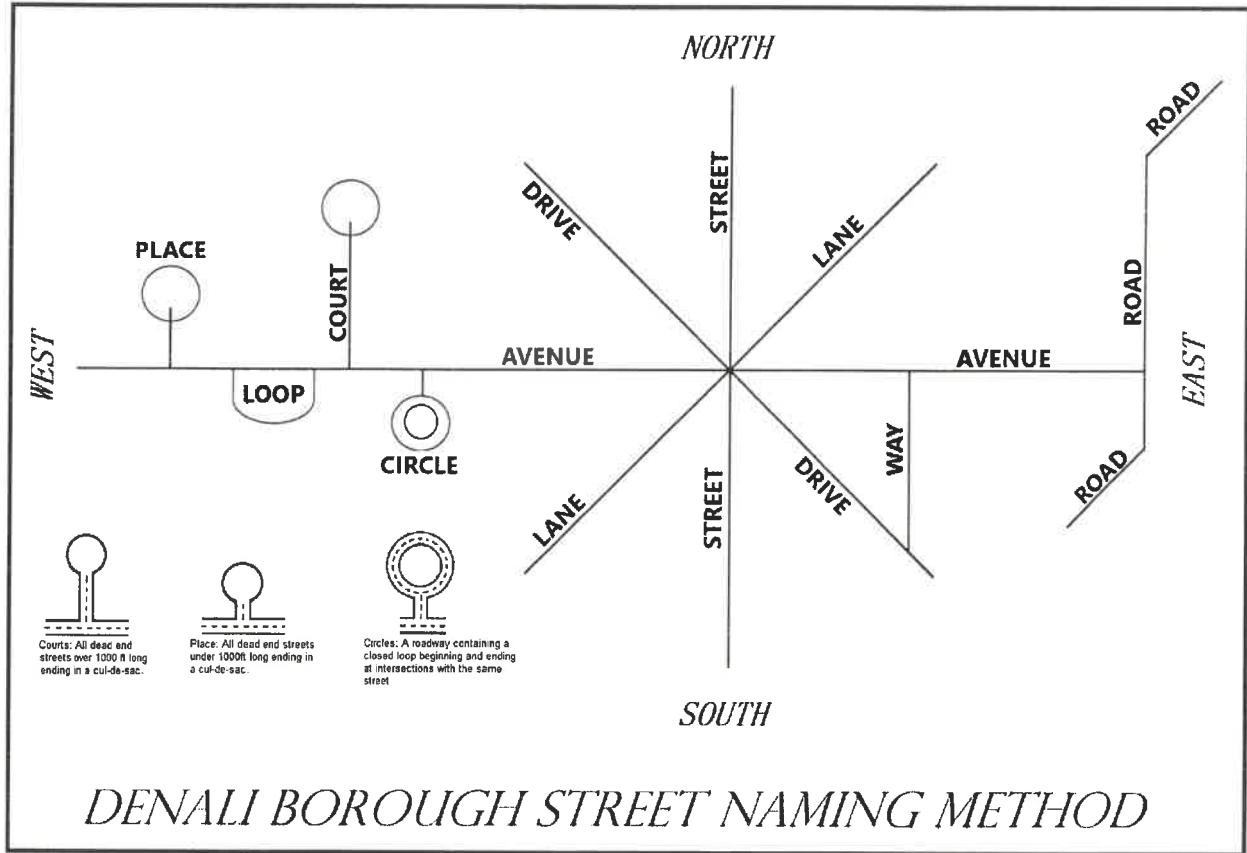 NORTH
ROAD
DRIVE
STREET
LANE
PLACE
COURT
ROAD
WEST
AVENUE
AVENUE
EAST
LOOP
CIRCLE
WAY
LANE
STREET
DRIVE
ROAD
Courts: All dead end
streets over 1000 ft long
ending in a cul-de-sac.
Place: All dead end streets
under 1000ft long ending in
a cul-de-sac.
Circles: A roadway containing a
closed loop beginning and ending
at intersections with the same
street
SOUTH
DENALI BOROUGH STREET NAMING METHOD